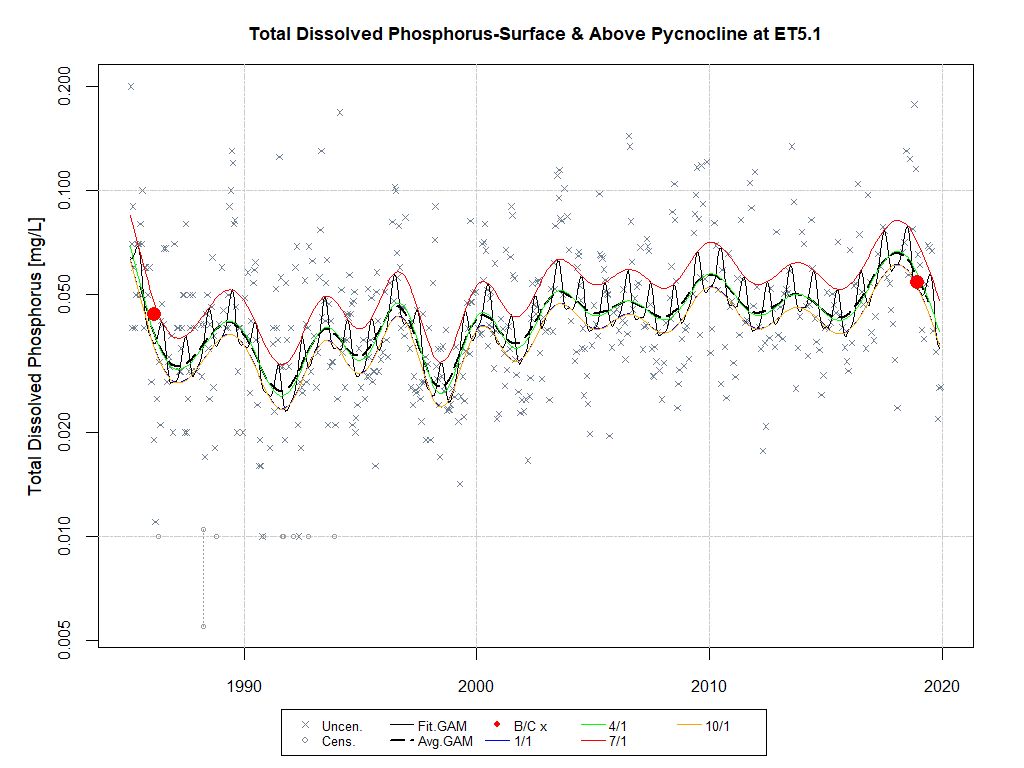 Total Dissolved Phosphorus-Surface & Above Pycnocline at ET5.1
Total Dissolved Phosphorus [mg/L]
0.200
0.100
0.050
0.020
0.010
0.005
1990 2000 2010 2020
Uncen. Fit.GAM B/C x 4/1 10/1
Cens. Avg.GAM 1/1 7/1